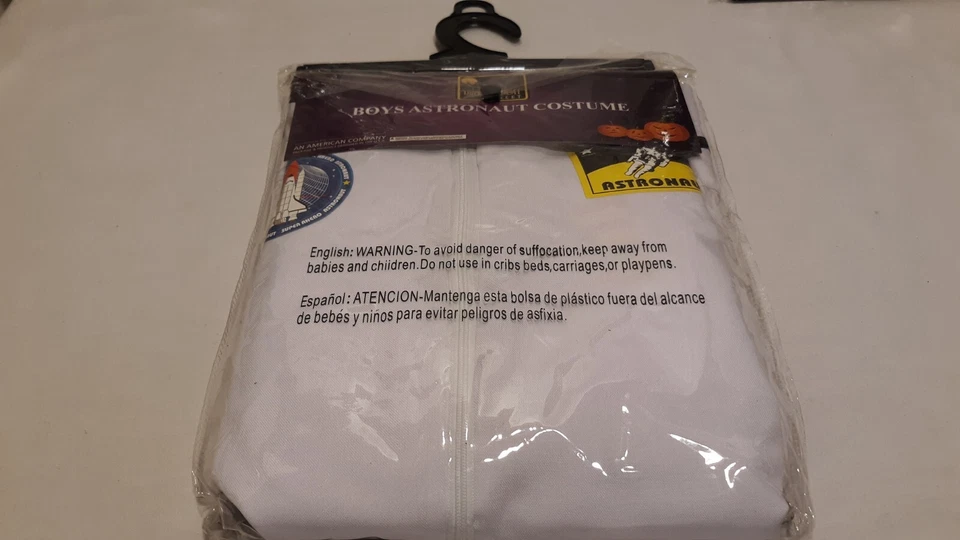 BOYS ASTRONAUT COSTUME
AN AMERICAN COMPANY
ASTRONAU
SUPER
English: WARNING-To avoid danger of suffocation,keep away from
babies and chiidren.Do not use in cribs beds,carriages,or playpens.
Español: ATENCION-Mantenga esta bolsa de plástico fuera del alcance
de bebés y ninos para evitar peligros de asfixia.